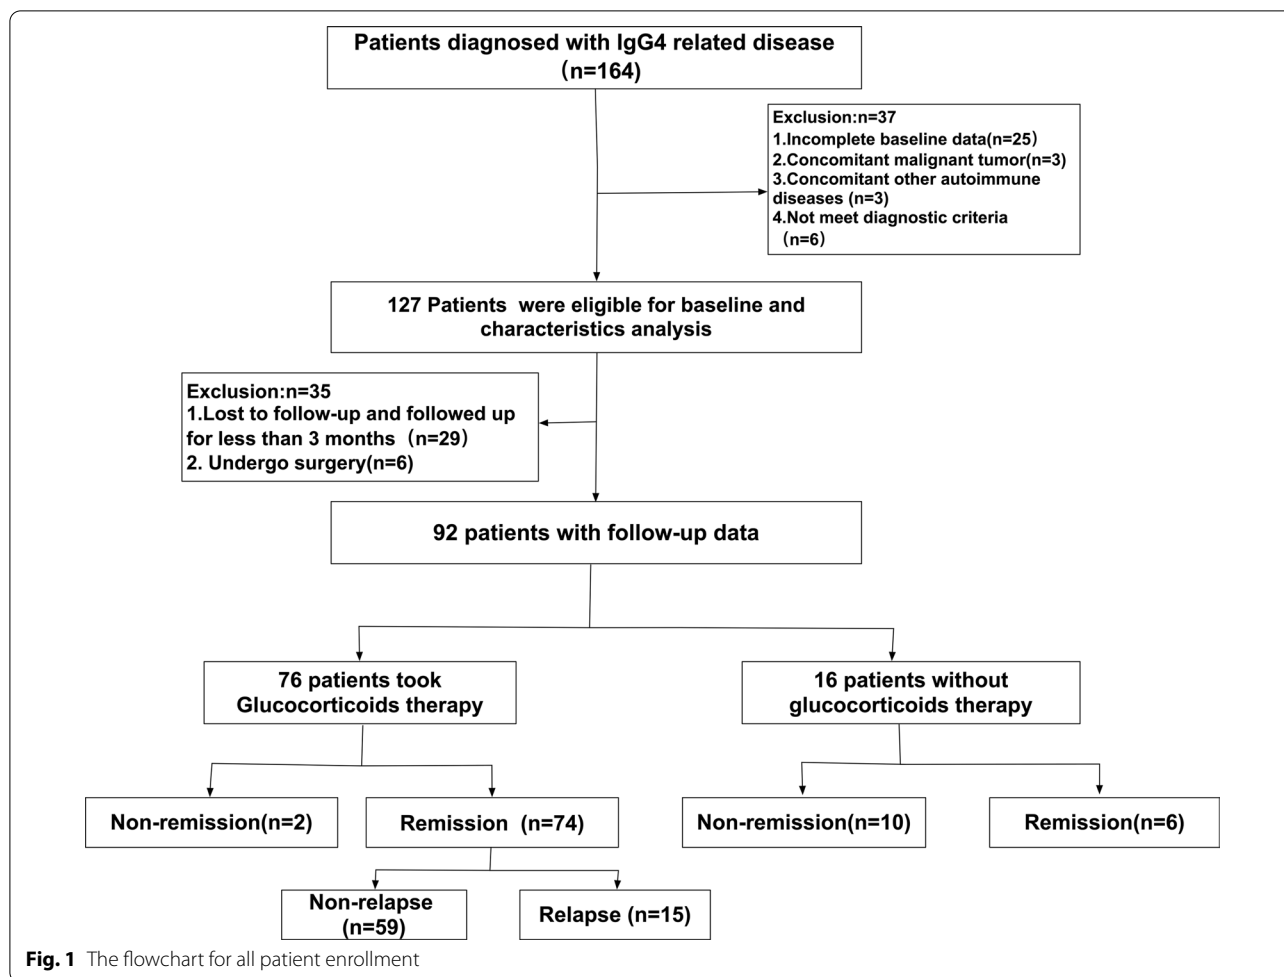 Patients diagnosed with IgG4 related disease
(n=164)
Exclusion:n=37
1.Incomplete baseline data(n=25)
2.Concomitant malignant tumor(n=3)
3.Concomitant other autoimmune
diseases (n=3)
4.Not meet diagnostic criteria
(n=6)
127 Patients were eligible for baseline and
characteristics analysis
Exclusion:n=35
1.Lost to follow-up and followed up
for less than 3 months (n=29)
2. Undergo surgery(n=6)
92 patients with follow-up data
76 patients took
Glucocorticoids therapy
16 patients without
glucocorticoids therapy
Non-remission(n=2)
Remission (n=74)
Non-remission(n=10)
Remission(n=6)
Non-relapse
(n=59)
Relapse (n=15)
Fig. 1 The flowchart for all patient enrollment